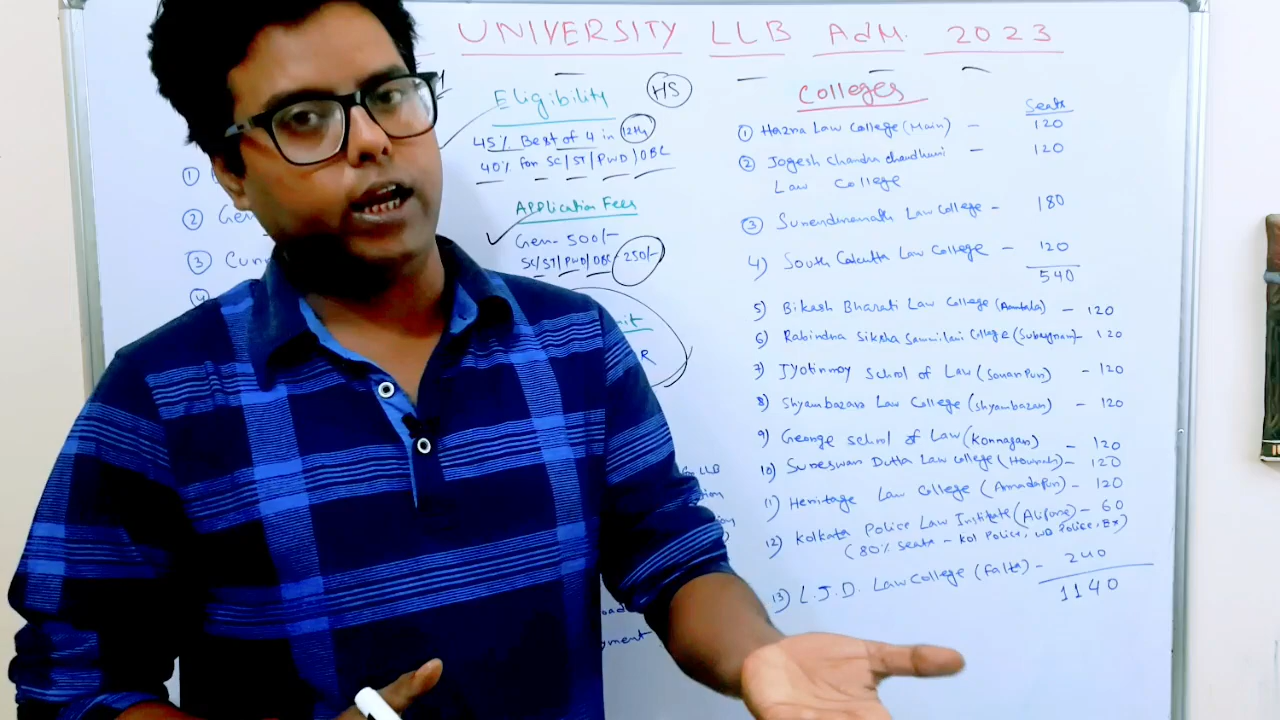 UNIVERSITY LLB AdM. 2023
①
②
③
④
Eligibility
HS
45% Best of 4 in 12th
40% for SC/ST/PWD/OBC
Application Fees
Gen- 500/-
SC/ST/PWD/OBC- 250/-
R
LLB
Colleges
Seats
① Hazra Law College (Main) - 120
② Jogesh Chandra chaudhuri - 120
Law College
③ Surendranath Law College - 180
4) South Calcutta Law College - 120
540
5) Bikash Bharati Law College (Amtala) - 120
6) Rabindra Siksha Sammilani College (Subhasgram) - 120
7) Jyotirmoy School of Law (Sonarpur) - 120
8) Shyambazar Law College (shyambazar) - 120
9) George school of Law (Konnagar) - 120
10) Sureswar Dutta Law College (Howrah) - 120
11) Heritage Law College (Anandapur) - 120
12) Kolkata Police Law Institute (Alipore) - 60
(80% Seats - Kol Police, WB Police, Ex)
13) L.J.D. Law College (Falta) - 240
1140